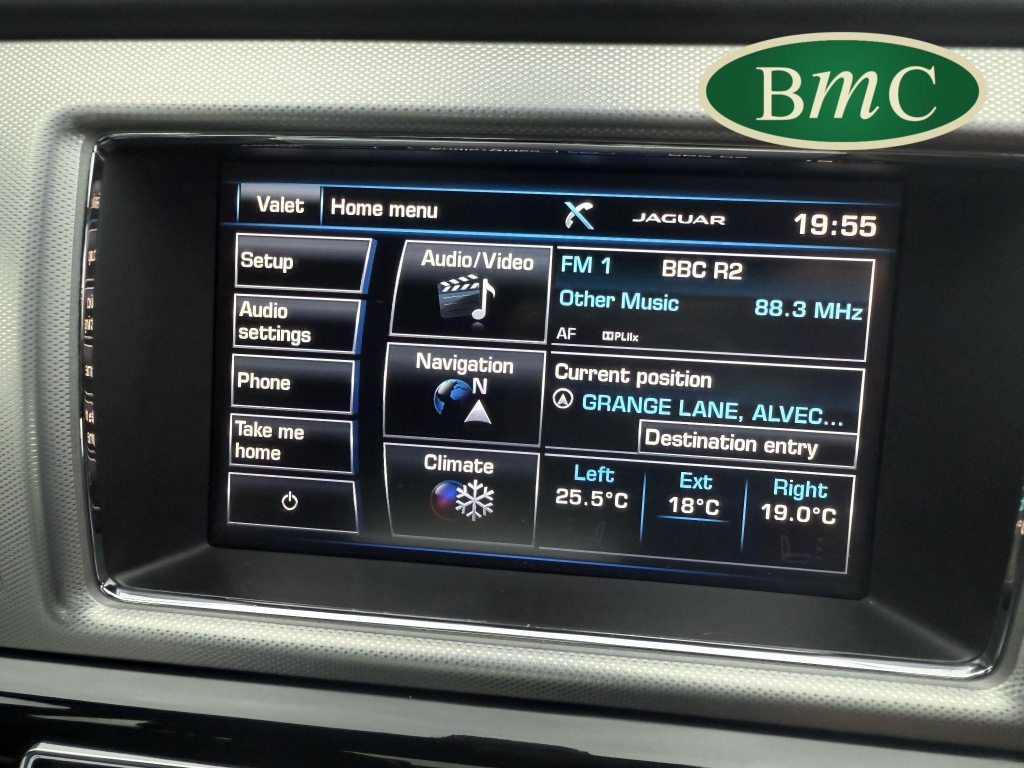 BmC
Valet
Home menu
JAGUAR
19:55
Setup
Audio
settings
Phone
Take me
home
Audio/Video
FM 1
BBC R2
Other Music
88.3 MHz
AF
PLIIx
Navigation
N
Current position
GRANGE LANE, ALVEC...
Destination entry
Climate
Left
25.5°C
Ext
18°C
Right
19.0°C